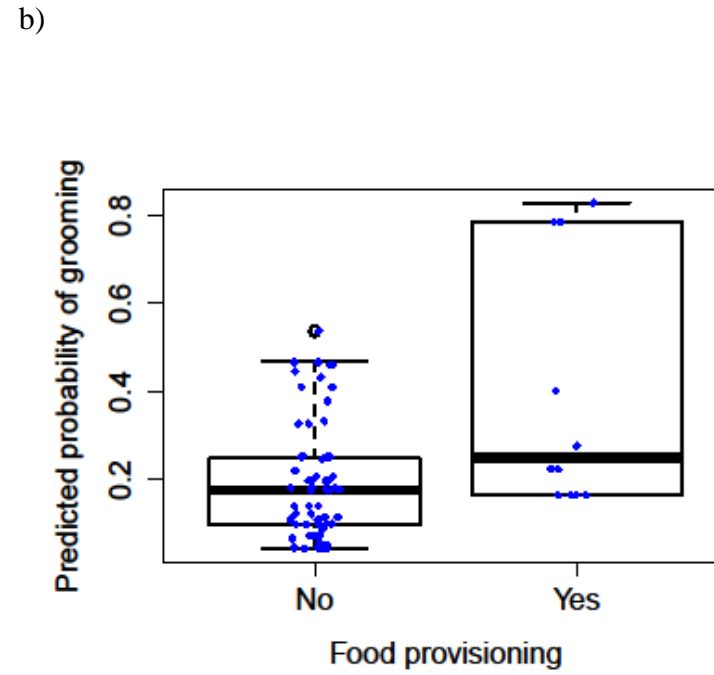 b)
Predicted probability of grooming
0.8
0.6
0.4
0.2
No Yes
Food provisioning